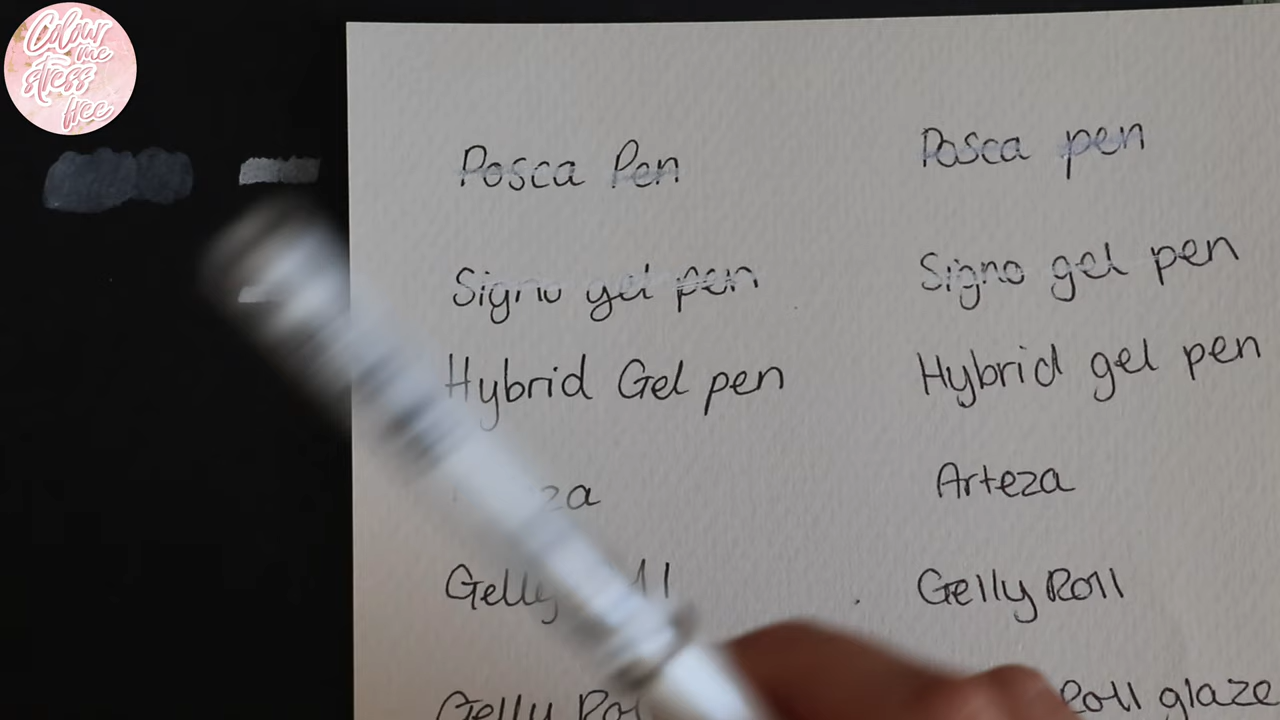 Colour
me
stress
free
Posca Pen Posca pen
Signo gel pen Signo gel pen
Hybrid Gel pen Hybrid gel pen
Arteza
Gelly Roll
Gelly Roll glaze